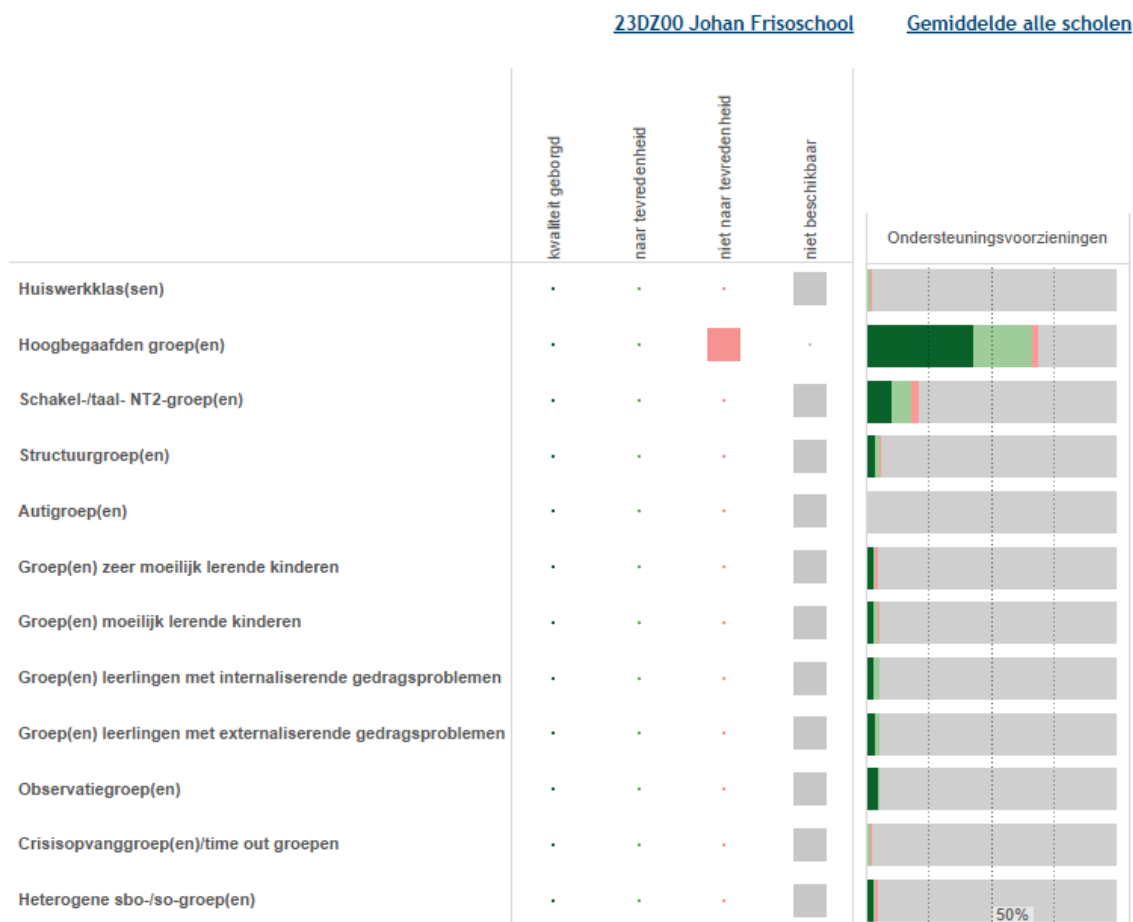 23DZ00 Johan Frisoschool
Gemiddelde alle scholen
kwaliteit geborgd
naar tevredenheid
niet naar tevredenheid
niet beschikbaar
Ondersteuningsvoorzieningen
Huiswerkklas(sen)
Hoogbegaafden groep(en)
Schakel-/taal- NT2-groep(en)
Structuurgroep(en)
Autigroep(en)
Groep(en) zeer moeilijk lerende kinderen
Groep(en) moeilijk lerende kinderen
Groep(en) leerlingen met internaliserende gedragsproblemen
Groep(en) leerlingen met externaliserende gedragsproblemen
Observatiegroep(en)
Crisisopvanggroep(en)/time out groepen
Heterogene sbo-/so-groep(en)
50%